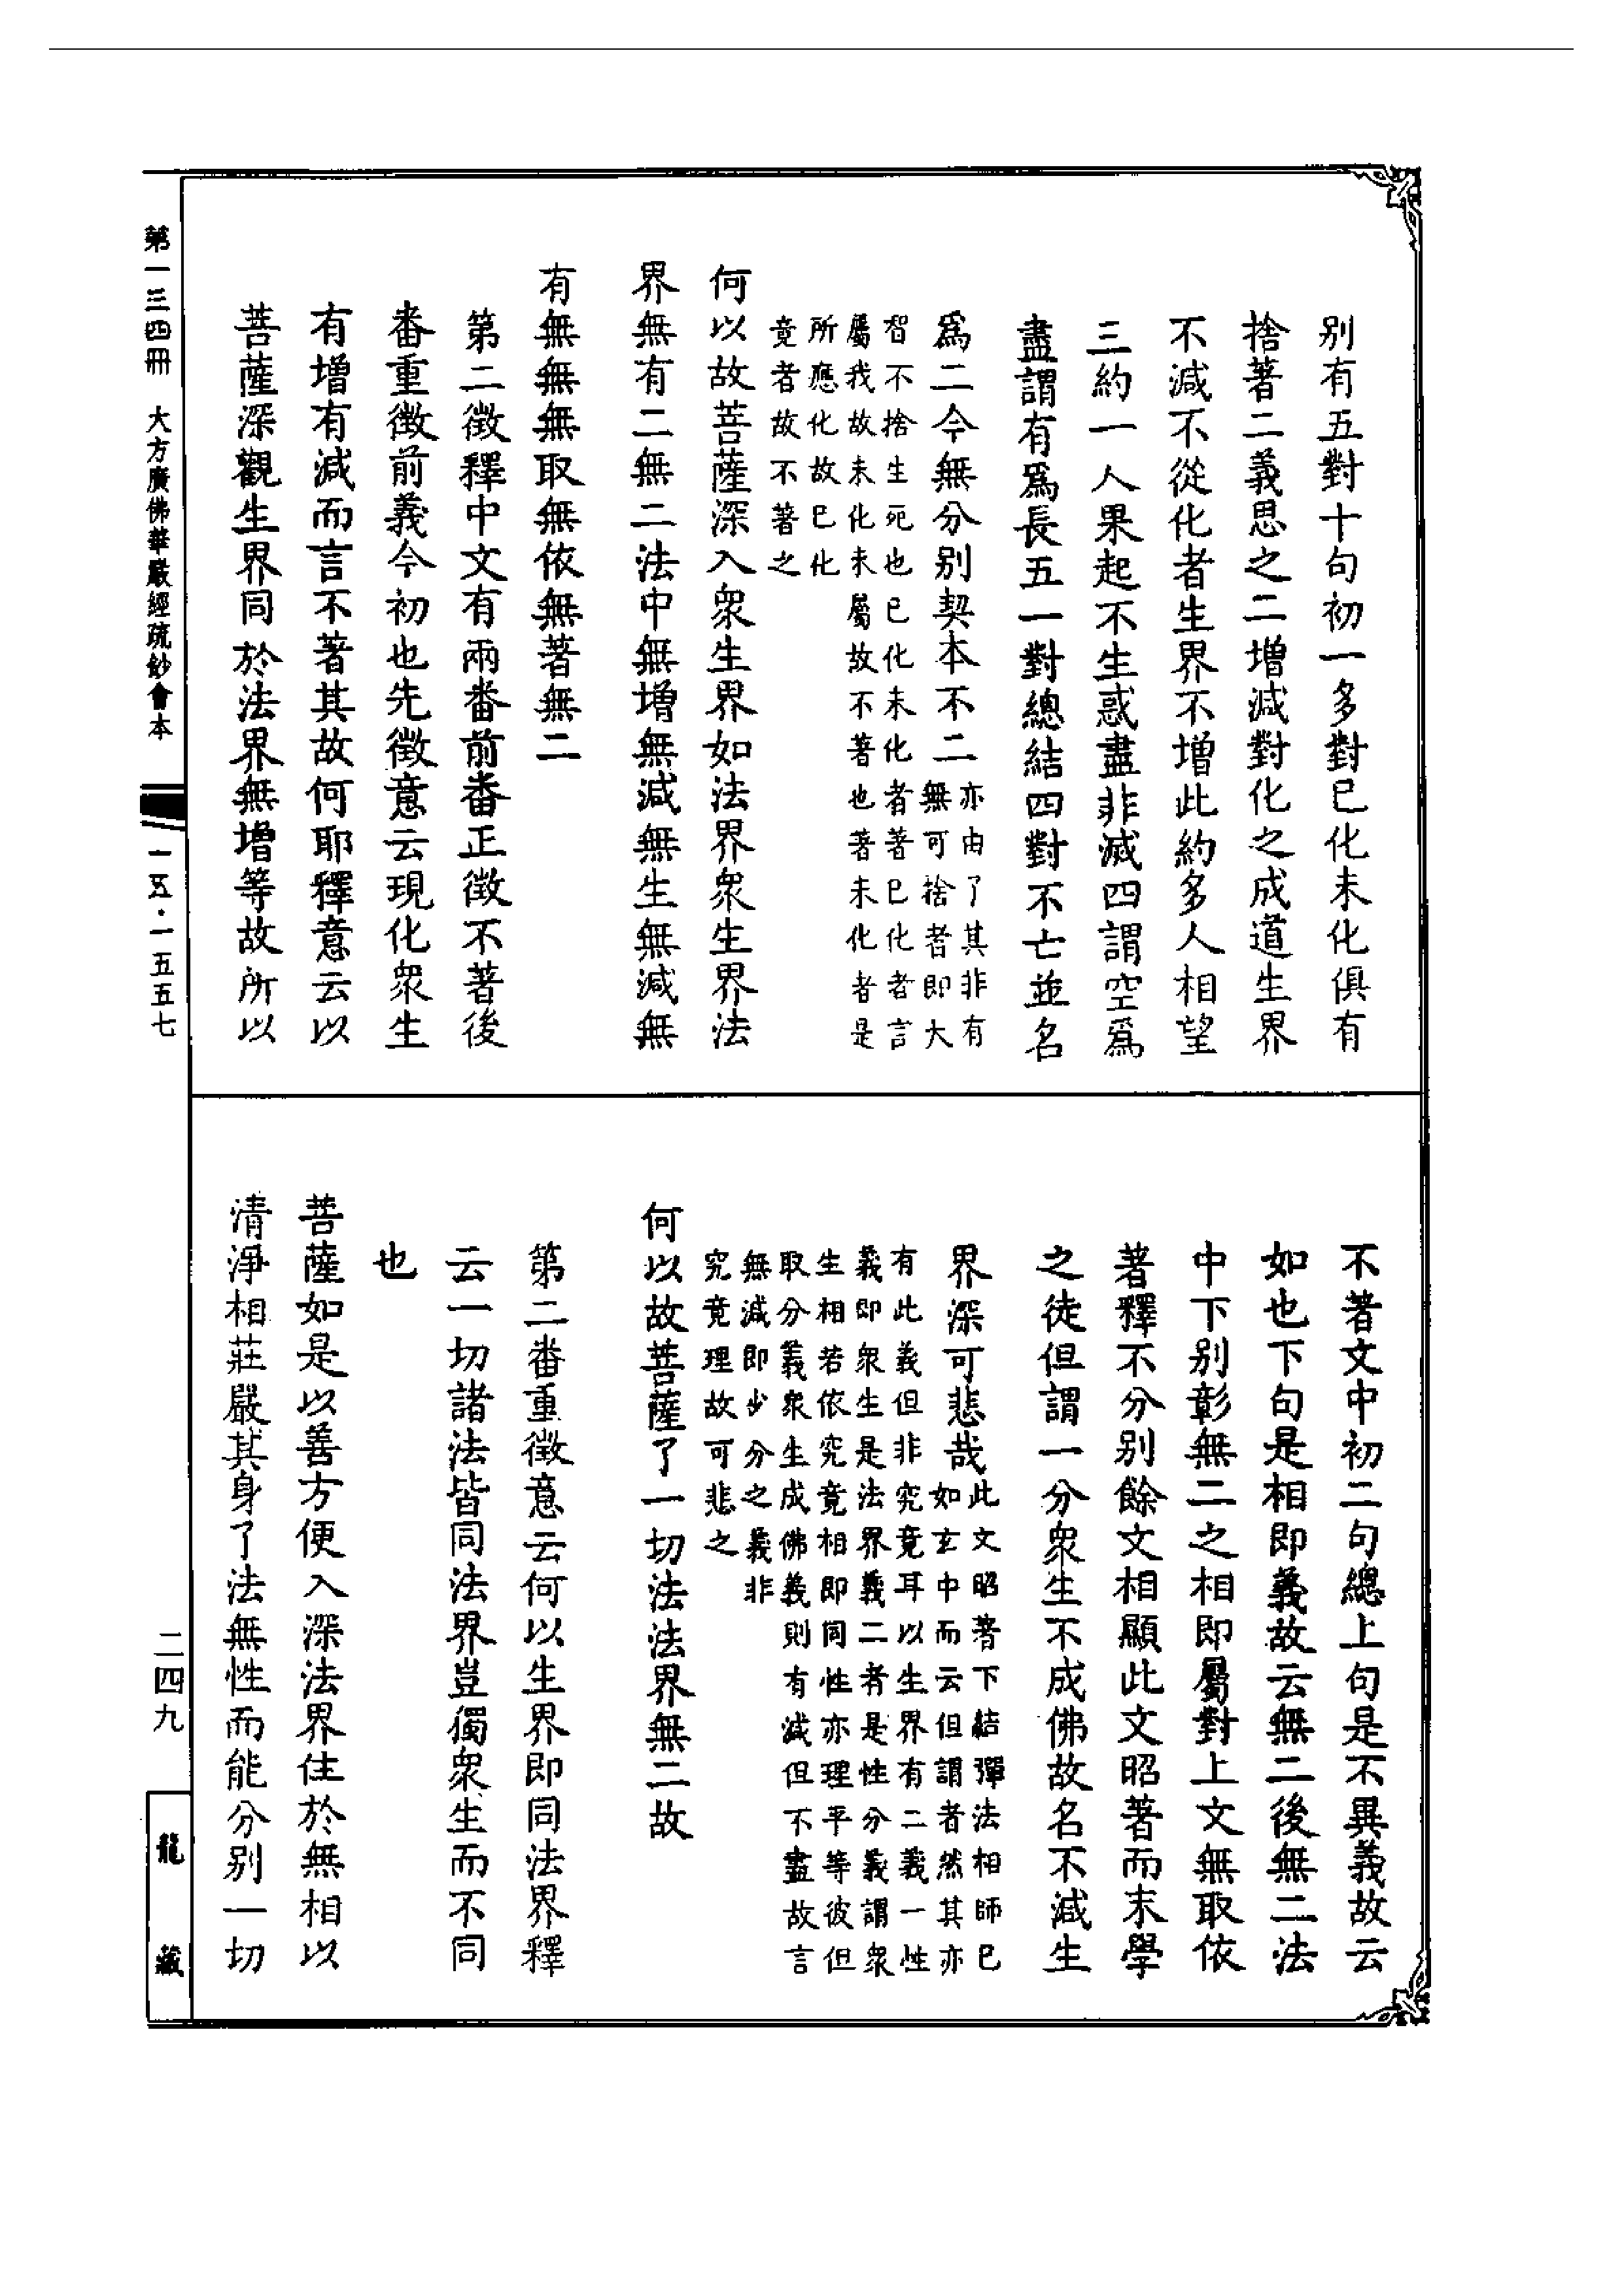 别有五對十句初一多對已化未化俱有
捨著二義思之二增減對化之成道生界
不減不從化者生界不增此約多人相望
三約一人果起不生惑盡非減四謂空爲
盡謂有爲長五一對總結四對不亡並名
爲二今無分别契本不二亦由了其非有
無可捨者即大
智不捨生死也已化未化者著已化者言
屬我故未化未屬故不著也著未化者是
所應化故已化
竟者故不著之
何以故菩薩深入衆生界如法界衆生界法
界無有二無二法中無增無減無生無減無
有無無無取無依無著無二
第二徵釋中文有兩番前番正徵不著後
番重徵前義今初也先徵意云現化衆生
有增有減而言不著其故何耶釋意云以
菩薩深觀生界同於法界無增等故所以
不著文中初二句總上句是不異義故云
如也下句是相即義故云無二後無二法
中下别彰無二之相即屬對上文無取依
著釋不分别餘文相顯此文昭著而末學
之徒但謂一分衆生不成佛故名不減生
界深可悲哉此文昭著下結彈法相師已
如玄中而云但謂者然其亦
有此義但非究竟耳以生界有二義一性
義即衆生是法界義二者是性分義謂衆
生相若依究竟相即同性亦理平等彼但
取分義衆生成佛義則有減但不盡故言
無減即少分之義非
究竟理故可悲之
何以故菩薩了一切法法界無二故
第二番重徵意云何以生界即同法界釋
云一切諸法皆同法界豈獨衆生而不同
也
菩薩如是以善方便入深法界住於無相以
清淨相莊嚴其身了法無性而能分别一切
第一三四冊　大方廣佛華嚴經疏鈔會本
一五·一五五七
二四九
龍藏